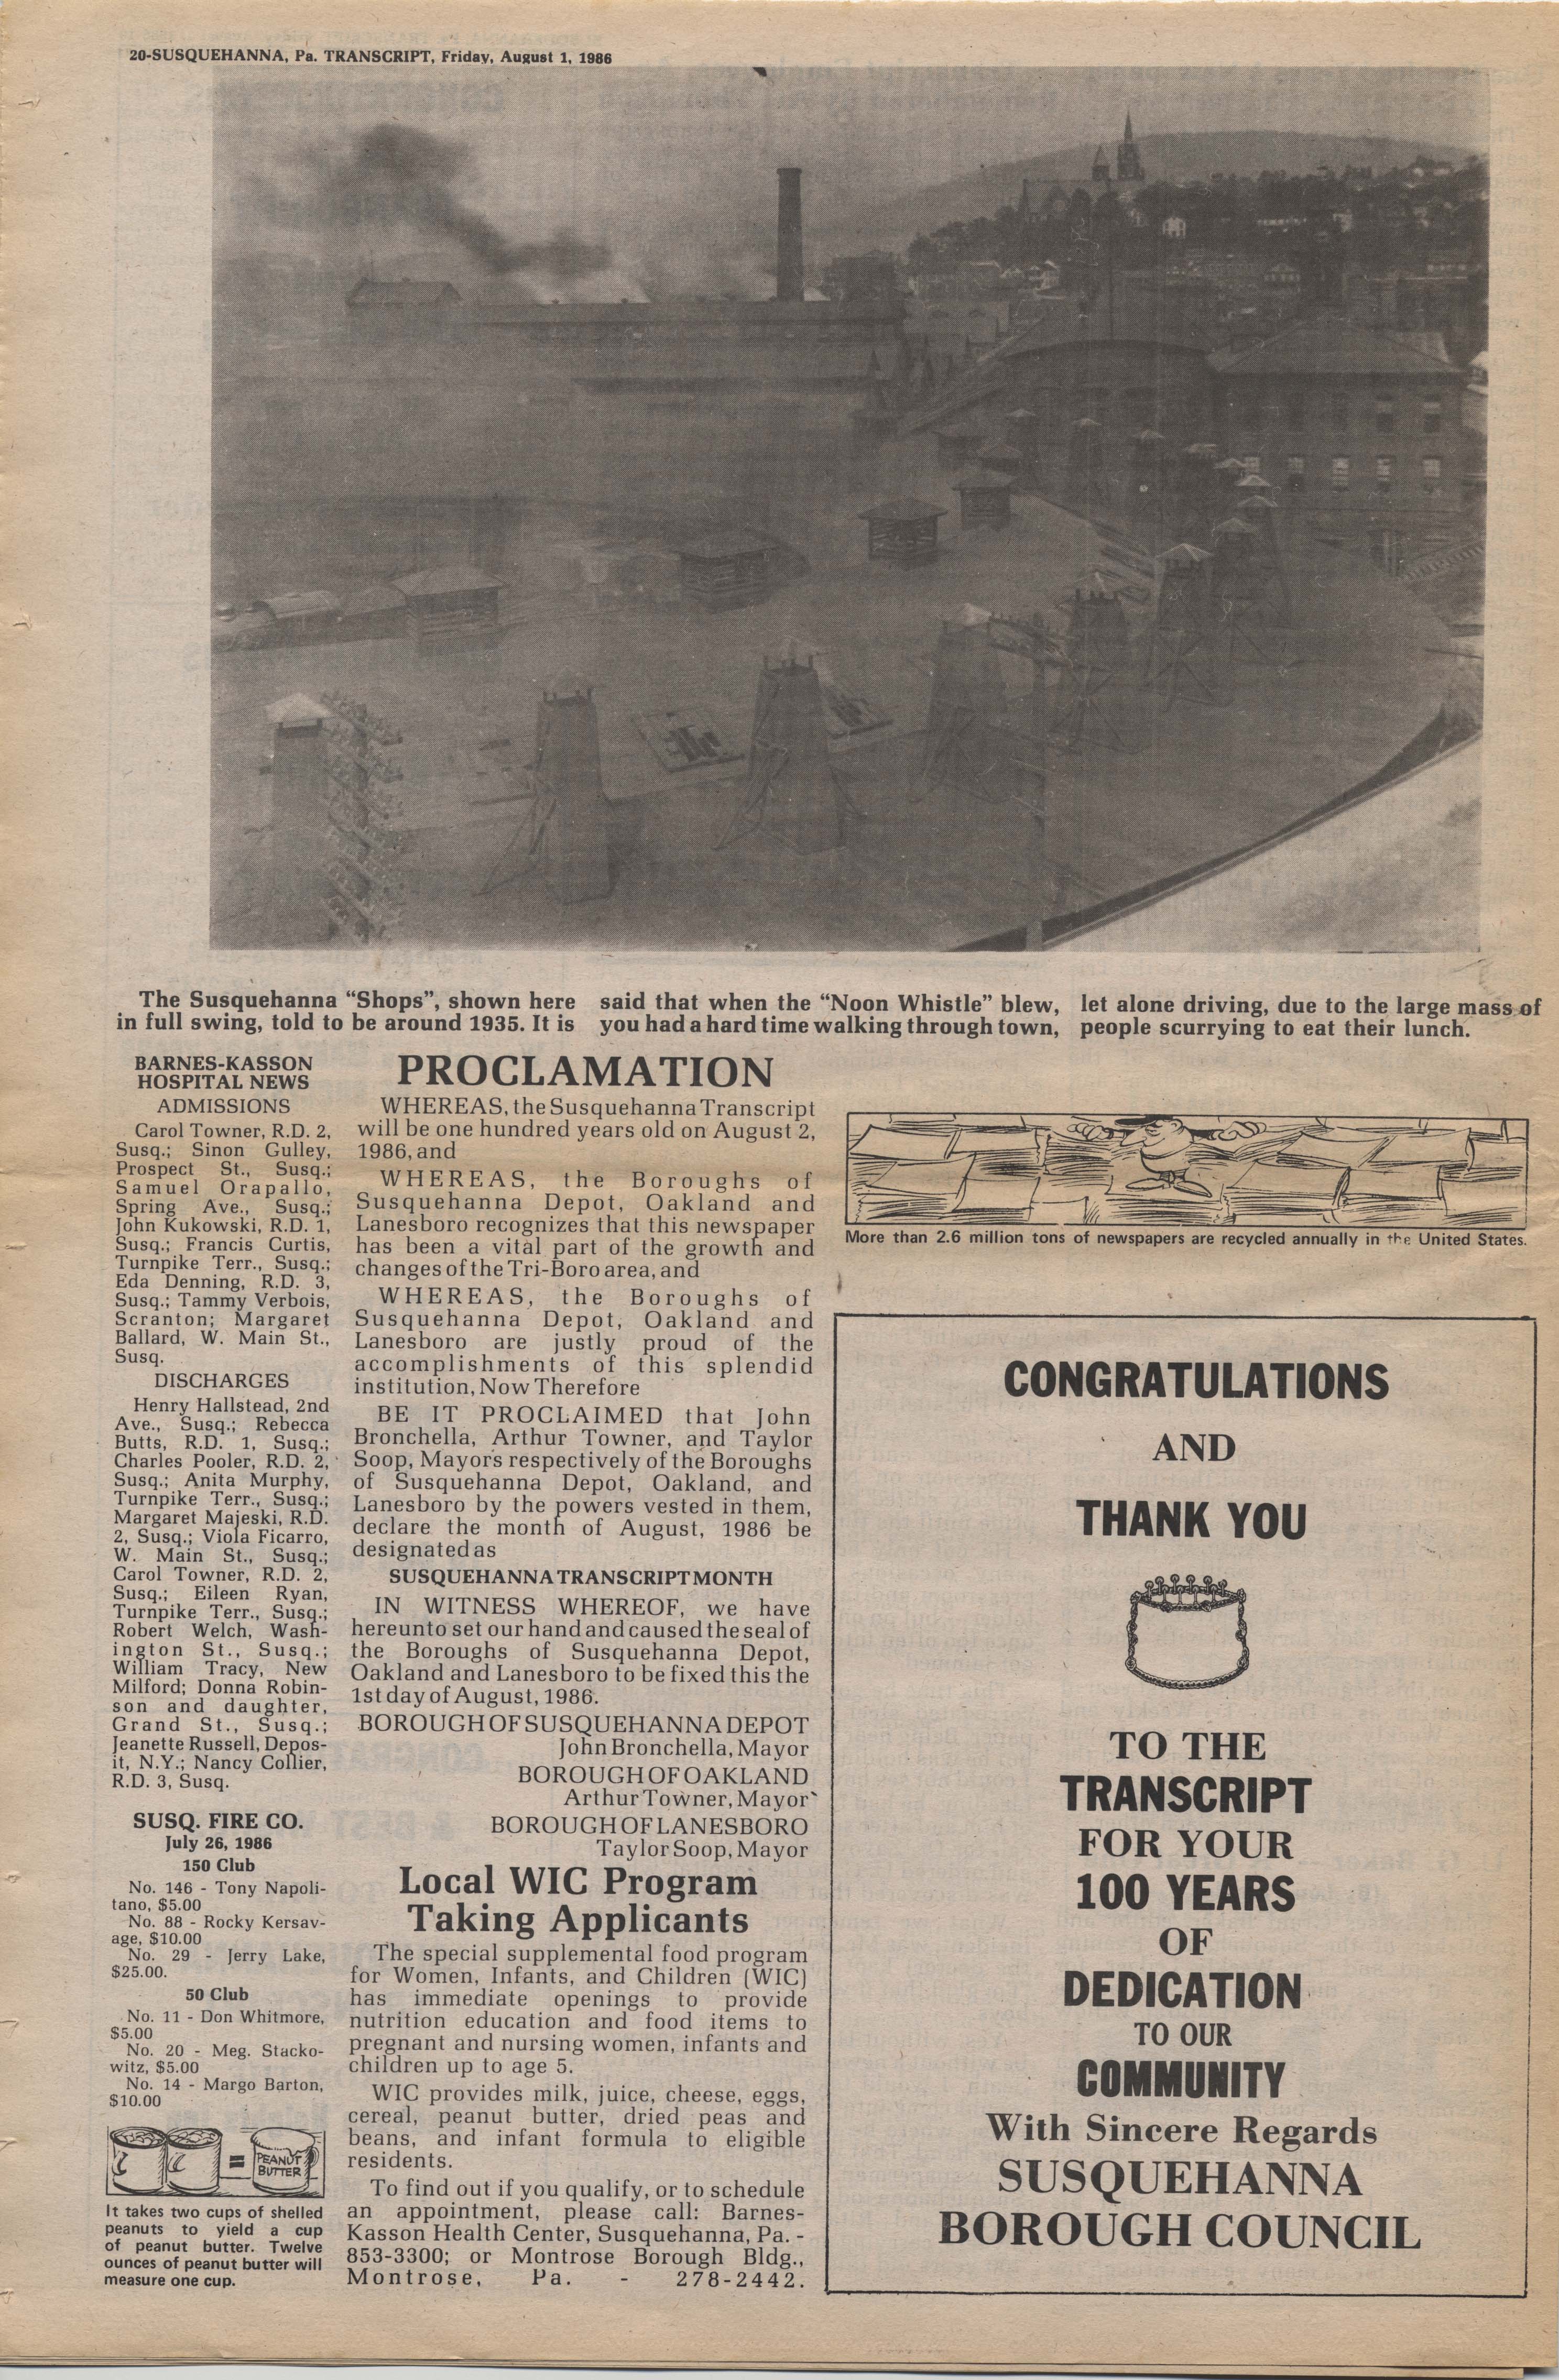 20-SUSQUEHANNA, Pa. TRANSCRIPT, Friday, August 1, 1986
The Susquehanna “Shops”, shown here
in full swing, told to be around 1935. It is
said that when the “Noon Whistle” blew,
you had a hard time walking through town,
let alone driving, due to the large mass of
people scurrying to eat their lunch.
BARNES-KASSON
HOSPITAL NEWS
ADMISSIONS
Carol Towner, R.D. 2,
Susq.; Sinon Gulley,
Prospect St., Susq.;
Samuel Orapallo,
Spring Ave., Susq.;
John Kukowski, R.D. 1,
Susq.; Francis Curtis,
Turnpike Terr., Susq.;
Eda Denning, R.D. 3,
Susq.; Tammy Verbois,
Scranton; Margaret
Ballard, W. Main St.,
Susq.
DISCHARGES
Henry Hallstead, 2nd
Ave., Susq.; Rebecca
Butts, R.D. 1, Susq.;
Charles Pooler, R.D. 2,
Susq.; Anita Murphy,
Turnpike Terr., Susq.;
Margaret Majeski, R.D.
2, Susq.; Viola Ficarro,
W. Main St., Susq.;
Carol Towner, R.D. 2,
Susq.; Eileen Ryan,
Turnpike Terr., Susq.;
Robert Welch, Wash-
ington St., Susq.;
William Tracy, New
Milford; Donna Robin-
son and daughter,
Grand St., Susq.;
Jeanette Russell, Depos-
it, N.Y.; Nancy Collier,
R.D. 3, Susq.
SUSQ. FIRE CO.
July 26, 1986
150 Club
No. 146 - Tony Napoli-
tano, $5.00
No. 88 - Rocky Kersav-
age, $10.00
No. 29 - Jerry Lake,
$25.00.
50 Club
No. 11 - Don Whitmore,
$5.00
No. 20 - Meg. Stacko-
witz, $5.00
No. 14 - Margo Barton,
$10.00
= PEANUT
BUTTER
It takes two cups of shelled
peanuts to yield a cup
of peanut butter. Twelve
ounces of peanut butter will
measure one cup.
PROCLAMATION
WHEREAS, the Susquehanna Transcript
will be one hundred years old on August 2,
1986, and
WHEREAS, the Boroughs of
Susquehanna Depot, Oakland and
Lanesboro recognizes that this newspaper
has been a vital part of the growth and
changes of the Tri-Boro area, and
WHEREAS, the Boroughs of
Susquehanna Depot, Oakland and
Lanesboro are justly proud of the
accomplishments of this splendid
institution, Now Therefore
BE IT PROCLAIMED that John
Bronchella, Arthur Towner, and Taylor
Soop, Mayors respectively of the Boroughs
of Susquehanna Depot, Oakland, and
Lanesboro by the powers vested in them,
declare the month of August, 1986 be
designated as
SUSQUEHANNA TRANSCRIPT MONTH
IN WITNESS WHEREOF, we have
hereunto set our hand and caused the seal of
the Boroughs of Susquehanna Depot,
Oakland and Lanesboro to be fixed this the
1st day of August, 1986.
BOROUGH OF SUSQUEHANNA DEPOT
John Bronchella, Mayor
BOROUGH OF OAKLAND
Arthur Towner, Mayor
BOROUGH OF LANESBORO
Taylor Soop, Mayor
Local WIC Program
Taking Applicants
The special supplemental food program
for Women, Infants, and Children (WIC)
has immediate openings to provide
nutrition education and food items to
pregnant and nursing women, infants and
children up to age 5.
WIC provides milk, juice, cheese, eggs,
cereal, peanut butter, dried peas and
beans, and infant formula to eligible
residents.
To find out if you qualify, or to schedule
an appointment, please call: Barnes-
Kasson Health Center, Susquehanna, Pa. -
853-3300; or Montrose Borough Bldg.,
Montrose, Pa. - 278-2442.
More than 2.6 million tons of newspapers are recycled annually in the United States.
CONGRATULATIONS
AND
THANK YOU
TO THE
TRANSCRIPT
FOR YOUR
100 YEARS
OF
DEDICATION
TO OUR
COMMUNITY
With Sincere Regards
SUSQUEHANNA
BOROUGH COUNCIL